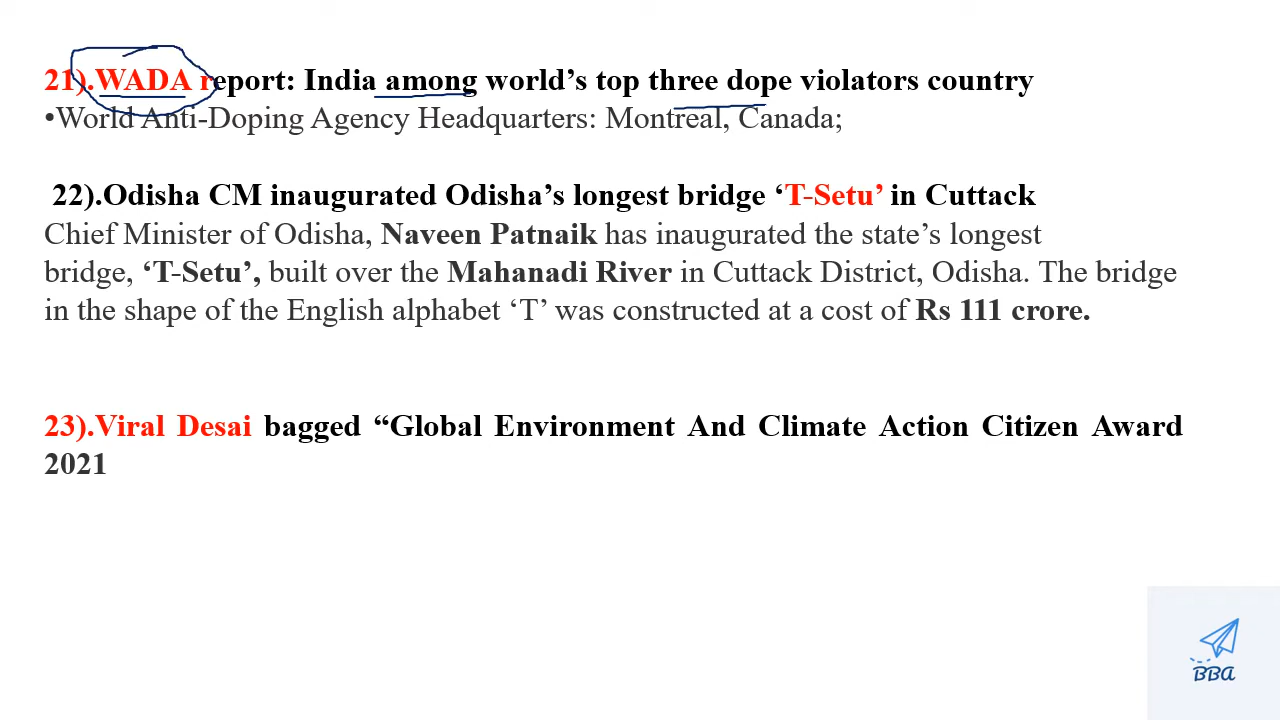 21).WADA report: India among world’s top three dope violators country
•World Anti-Doping Agency Headquarters: Montreal, Canada;
22).Odisha CM inaugurated Odisha’s longest bridge ‘T-Setu’ in Cuttack
Chief Minister of Odisha, Naveen Patnaik has inaugurated the state’s longest
bridge, ‘T-Setu’, built over the Mahanadi River in Cuttack District, Odisha. The bridge
in the shape of the English alphabet ‘T’ was constructed at a cost of Rs 111 crore.
23).Viral Desai bagged “Global Environment And Climate Action Citizen Award
2021
BBA